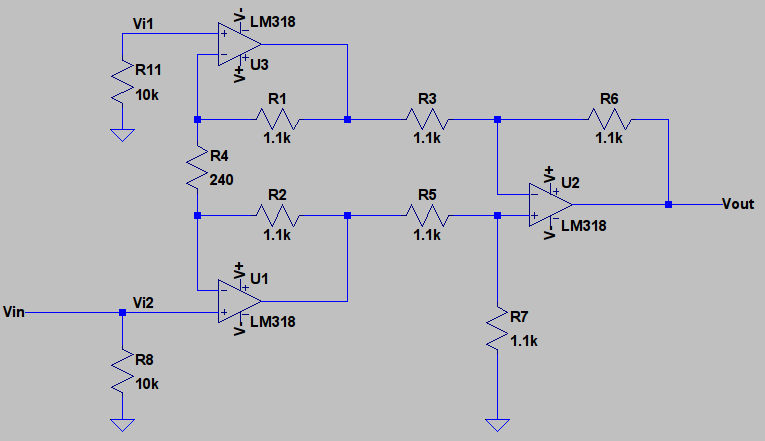 V-
LM318
Vi1
+
-
+
U3
V+
R11
10k
R1
1.1k
R3
1.1k
R6
1.1k
R4
240
V+
U2
-
+
+
-
LM318
V-
Vout
R2
1.1k
R5
1.1k
V+
U1
-
+
+
-
LM318
V-
Vin
Vi2
R7
1.1k
R8
10k